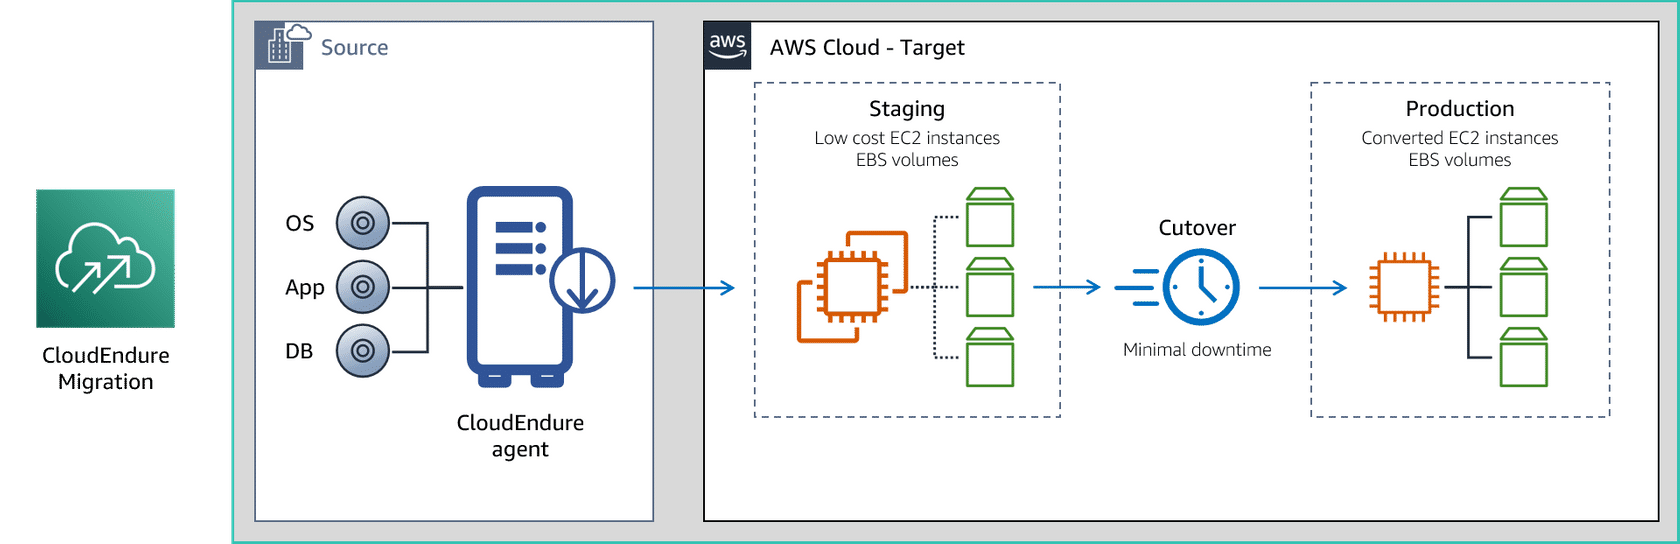 CloudEndure
Migration
Source
OS
App
DB
CloudEndure
agent
aws
AWS Cloud - Target
Staging
Low cost EC2 instances
EBS volumes
Cutover
Minimal downtime
Production
Converted EC2 instances
EBS volumes